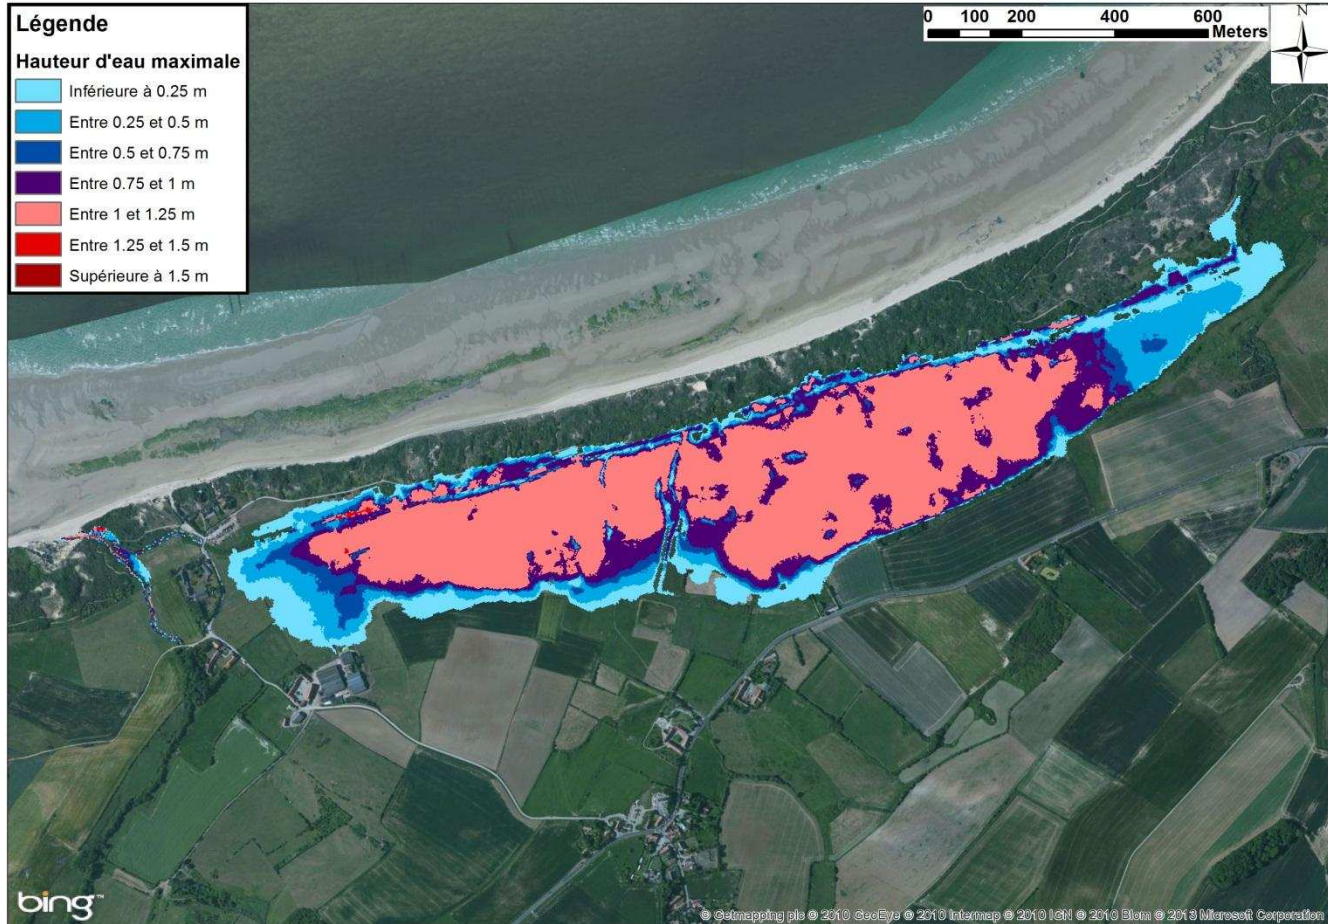 Légende
Hauteur d'eau maximale
Inférieure à 0.25 m
Entre 0.25 et 0.5 m
Entre 0.5 et 0.75 m
Entre 0.75 et 1 m
Entre 1 et 1.25 m
Entre 1.25 et 1.5 m
Supérieure à 1.5 m
0 100 200 400 600
Meters
N
bing™
© Getmapping plc © 2010 GeoEye © 2010 Intermap © 2010 IGN © 2010 Blom © 2013 Microsoft Corporation